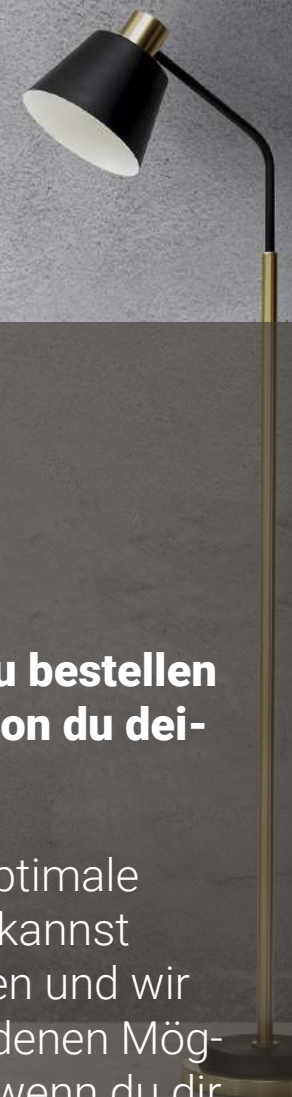 u bestellen
on du dei-
ptimale
kannst
en und wir
denen Mög-
wenn du dir